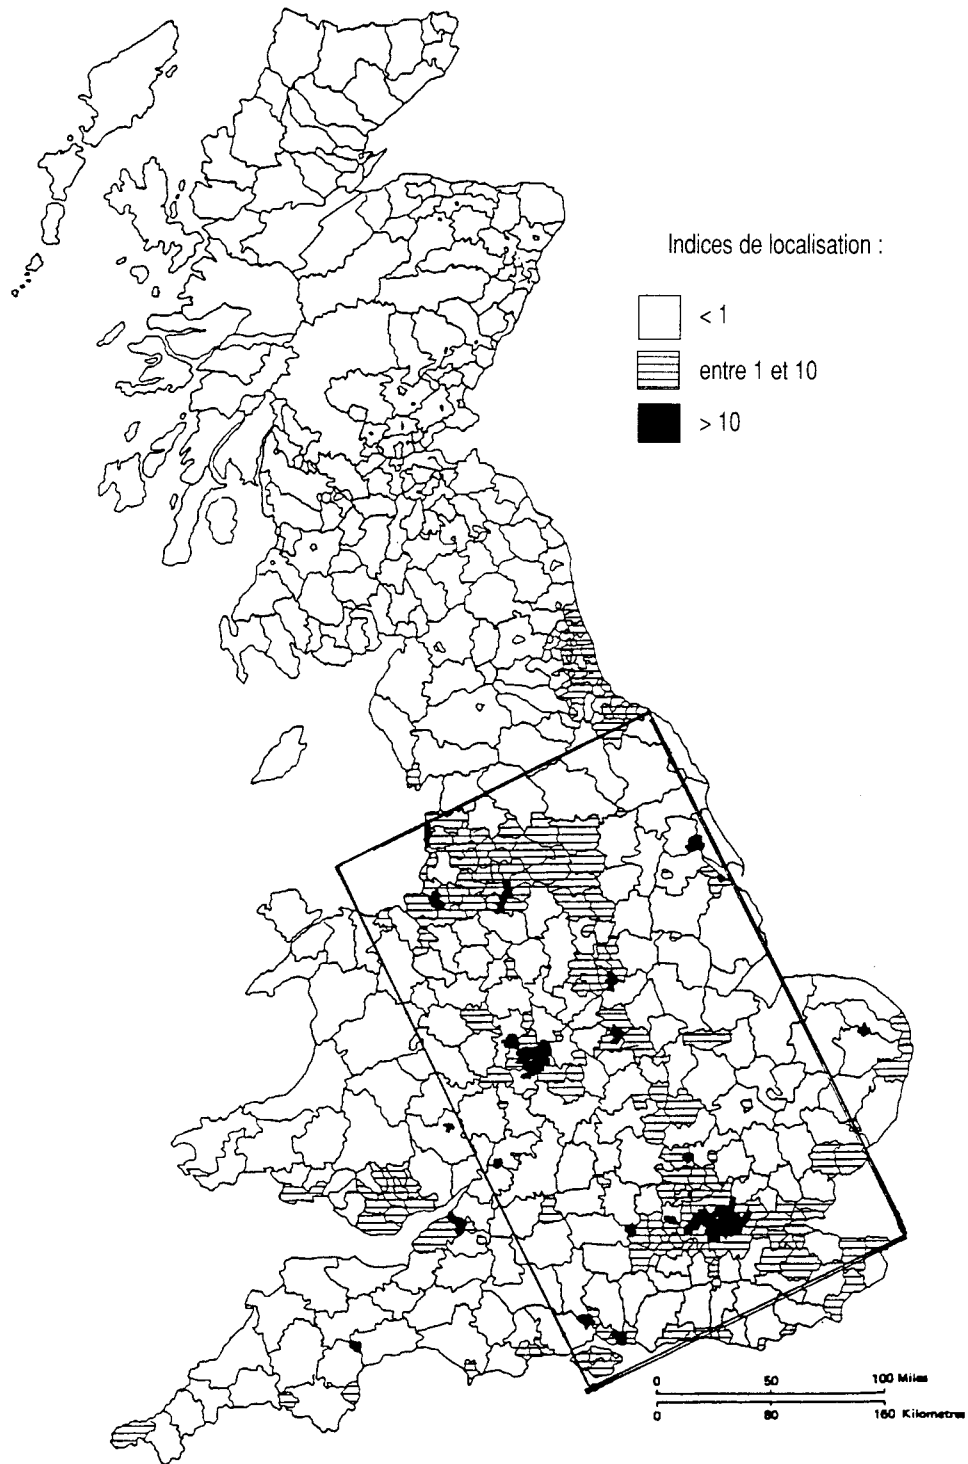 Indices de localisation :
< 1
entre 1 et 10
> 10
0 50 100 Miles
0 80 160 Kilometres